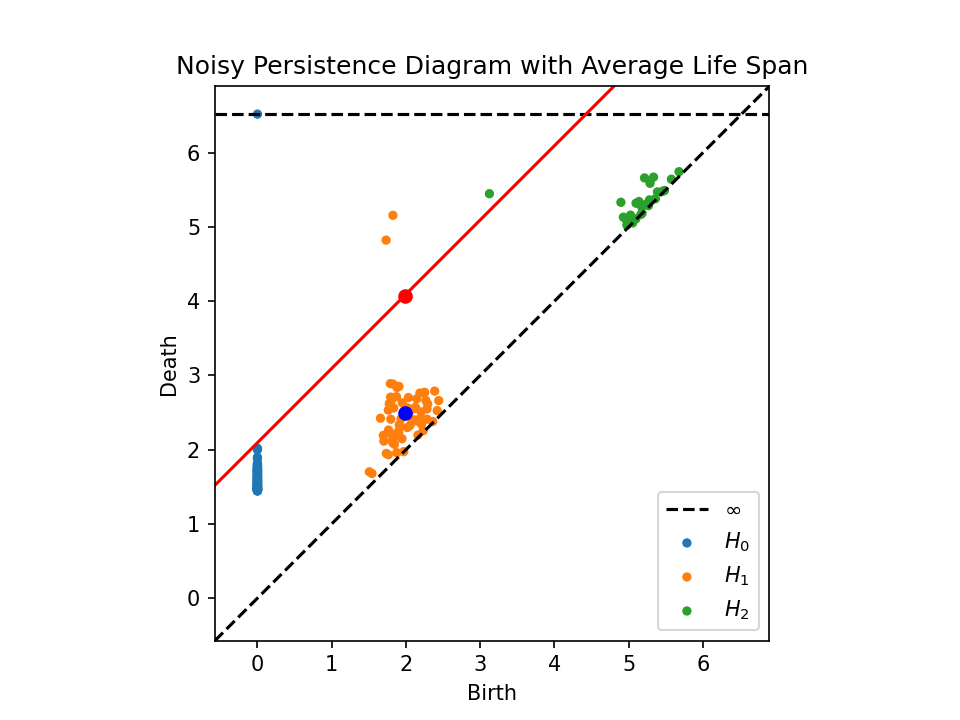 Noisy Persistence Diagram with Average Life Span
Death
6
5
4
3
2
1
0
0 1 2 3 4 5 6
Birth
∞
H₀
H₁
H₂